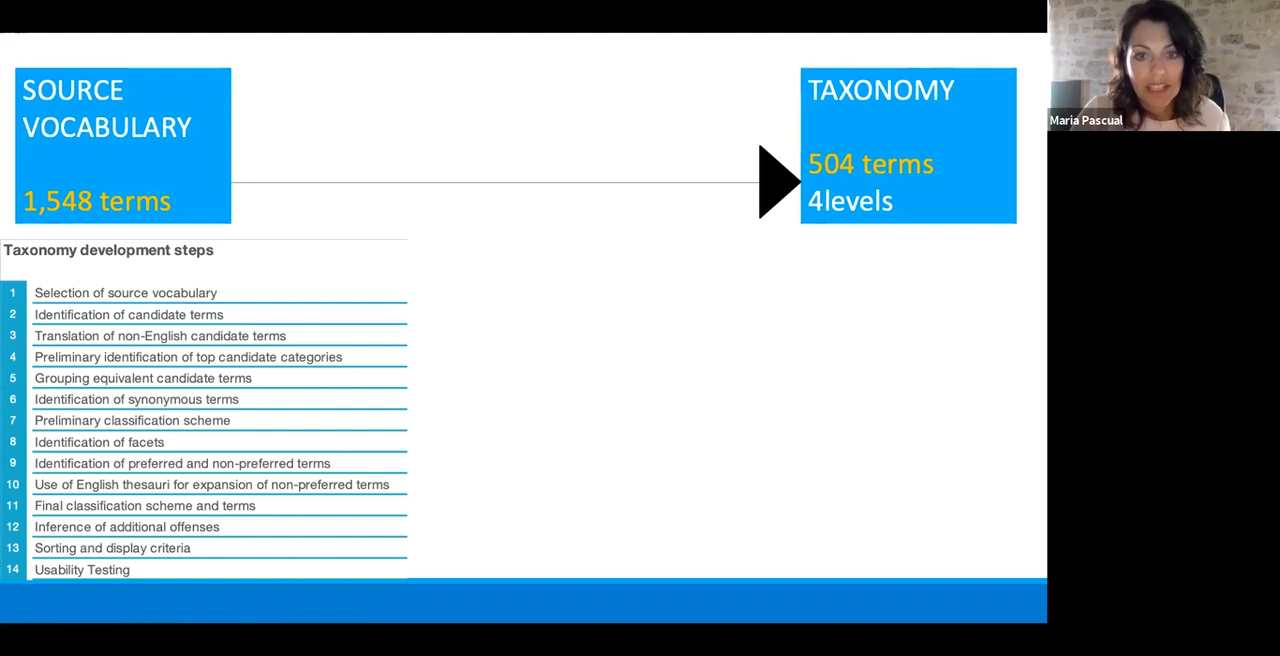 SOURCE
VOCABULARY
1,548 terms
TAXONOMY
504 terms
4levels
Maria Pascual
Taxonomy development steps
1 Selection of source vocabulary
2 Identification of candidate terms
3 Translation of non-English candidate terms
4 Preliminary identification of top candidate categories
5 Grouping equivalent candidate terms
6 Identification of synonymous terms
7 Preliminary classification scheme
8 Identification of facets
9 Identification of preferred and non-preferred terms
10 Use of English thesauri for expansion of non-preferred terms
11 Final classification scheme and terms
12 Inference of additional offenses
13 Sorting and display criteria
14 Usability Testing